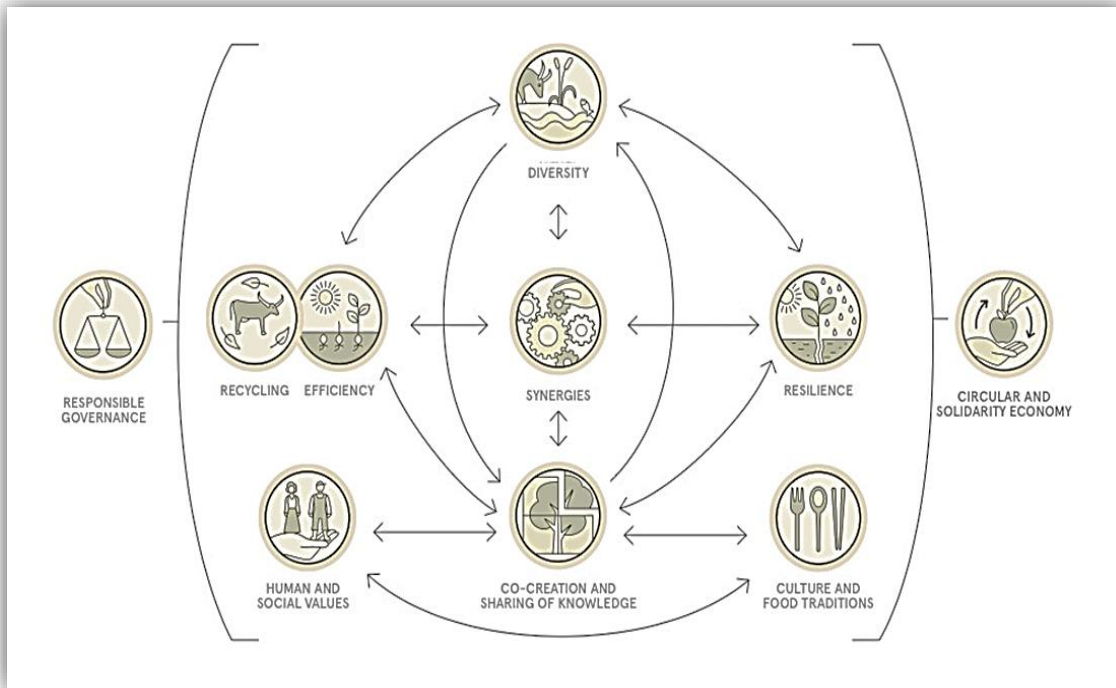 DIVERSITY
RECYCLING
EFFICIENCY
SYNERGIES
RESILIENCE
RESPONSIBLE
GOVERNANCE
CIRCULAR AND
SOLIDARITY ECONOMY
HUMAN AND
SOCIAL VALUES
CO-CREATION AND
SHARING OF KNOWLEDGE
CULTURE AND
FOOD TRADITIONS